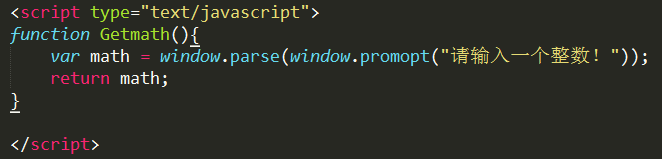 <script type="text/javascript">
function Getmath(){
    var math = window.parse(window.promopt("请输入一个整数！"));
    return math;
}
</script>